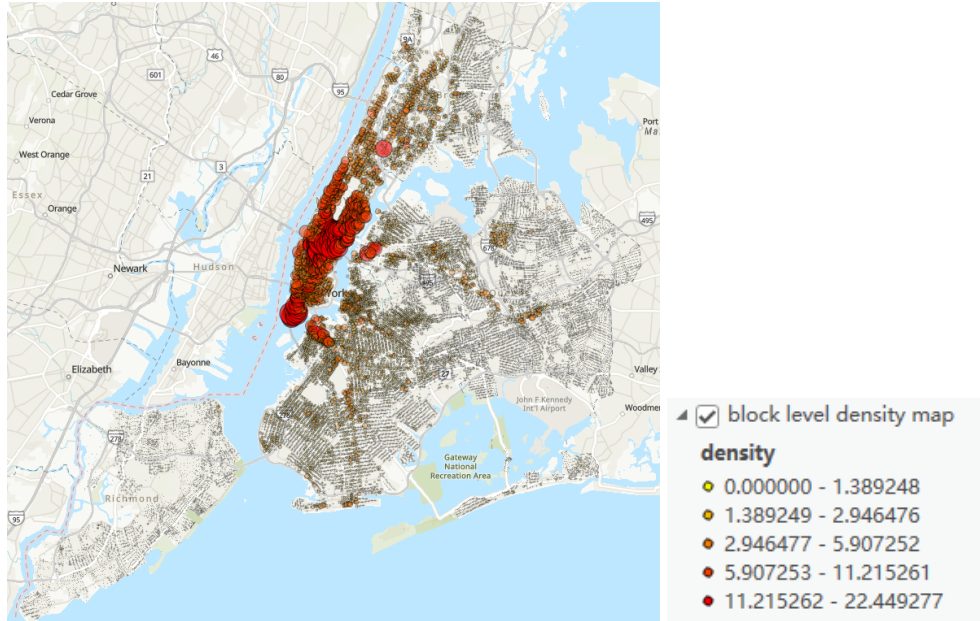 9A
46
80
601
95
Cedar Grove
Verona
Port
West Orange
3
21
Essex
Orange
495
678
Newark
Hudson
York
Bayonne
Elizabeth
27
Valley
John F Kennedy
Int'l Airport
Woodmer
278
Gateway
National
Recreation Area
Richmond
95
block level density map
density
0.000000 - 1.389248
1.389249 - 2.946476
2.946477 - 5.907252
5.907253 - 11.215261
11.215262 - 22.449277